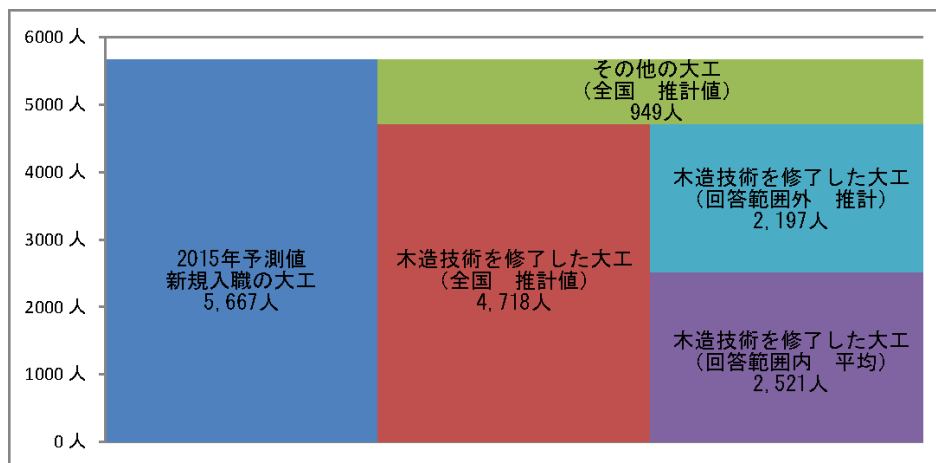 6000 人
5000 人
4000 人
3000 人
2000 人
1000 人
0 人
2015年予測値
新規入職の大工
5,667人
その他の大工
（全国　推計値）
949人
木造技術を修了した大工
（全国　推計値）
4,718人
木造技術を修了した大工
（回答範囲外　推計）
2,197人
木造技術を修了した大工
（回答範囲内　平均）
2,521人